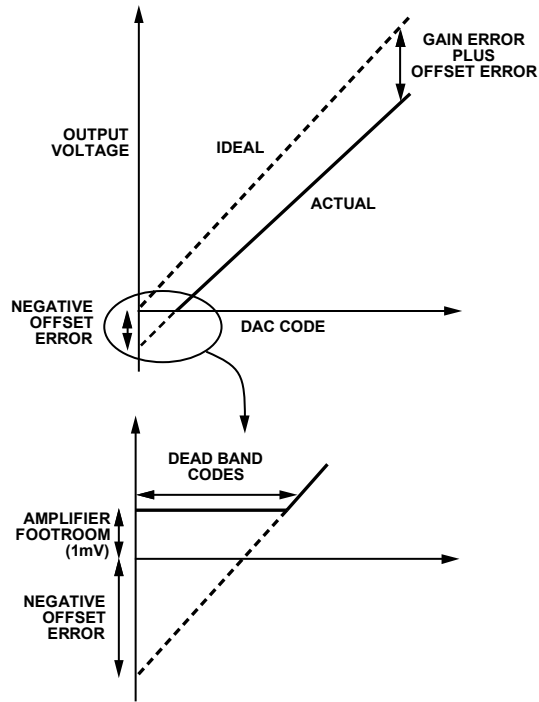 GAIN ERROR
PLUS
OFFSET ERROR
OUTPUT
VOLTAGE
IDEAL
ACTUAL
NEGATIVE
OFFSET
ERROR
DAC CODE
DEAD BAND
CODES
AMPLIFIER
FOOTROOM
(1mV)
NEGATIVE
OFFSET
ERROR